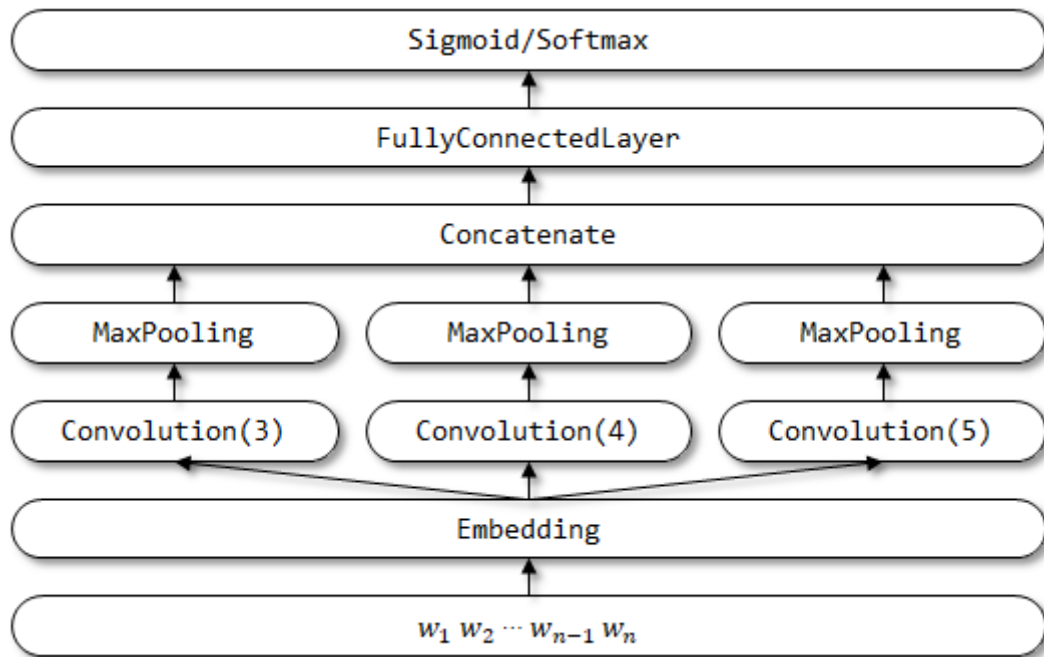 Sigmoid/Softmax
FullyConnectedLayer
Concatenate
MaxPooling MaxPooling MaxPooling
Convolution(3) Convolution(4) Convolution(5)
Embedding
w₁ w₂ ⋯ wₙ₋₁ wₙ